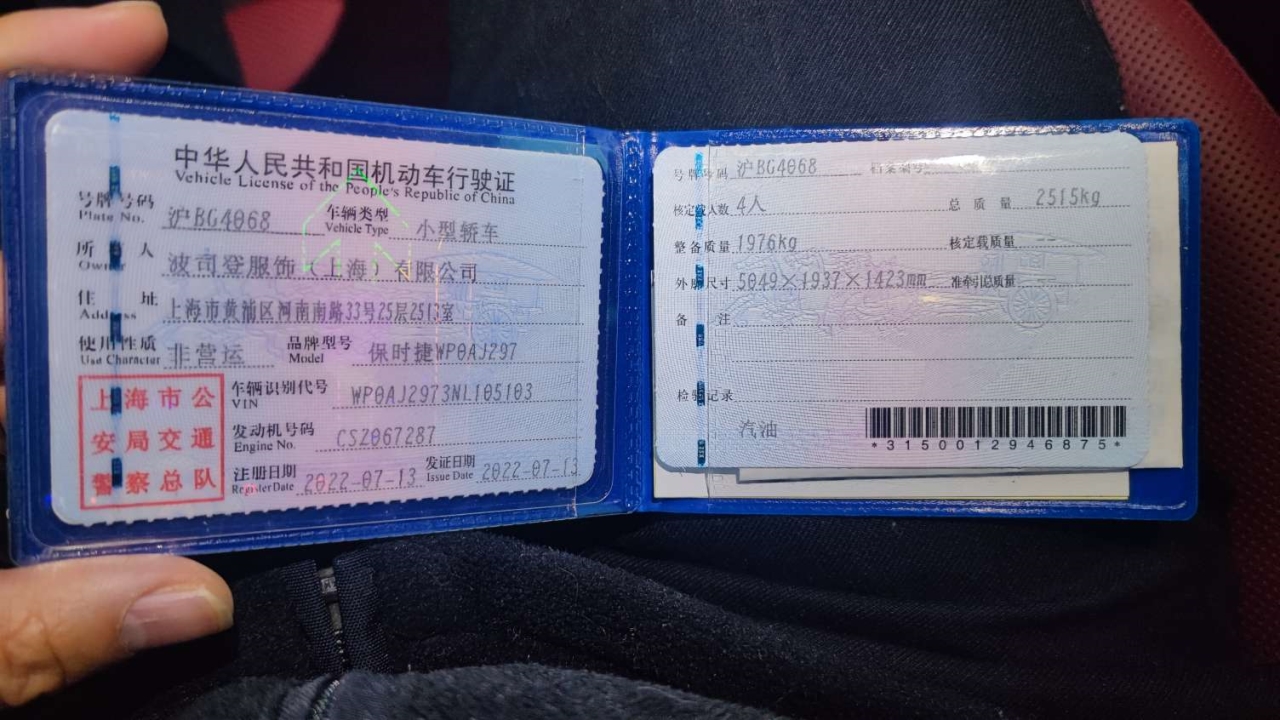 中华人民共和国机动车行驶证
Vehicle License of the People's Republic of China
号牌号码 Plate No. 沪BG4068 车辆类型 Vehicle Type 小型轿车
所 人 Owner 波司登服饰（上海）有限公司
住 址 Address 上海市黄浦区河南南路33号25层2513室
使用性质 Use Character 非营运 品牌型号 Model 保时捷WP0AJ297
车辆识别代号 VIN WP0AJ2973NL105103
发动机号码 Engine No. CSZ067287
注册日期 Register Date 2022-07-13 发证日期 Issue Date 2022-07-13
上海市公
安局交通
警察总队
号牌号码 沪BG4068 档案编号
核定载人数 4人 总质量 2515kg
整备质量 1976kg 核定载质量 --
外廓尺寸 5049×1937×1423mm 准牵引总质量 --
备 注
检验记录
汽油
*3150012946875*